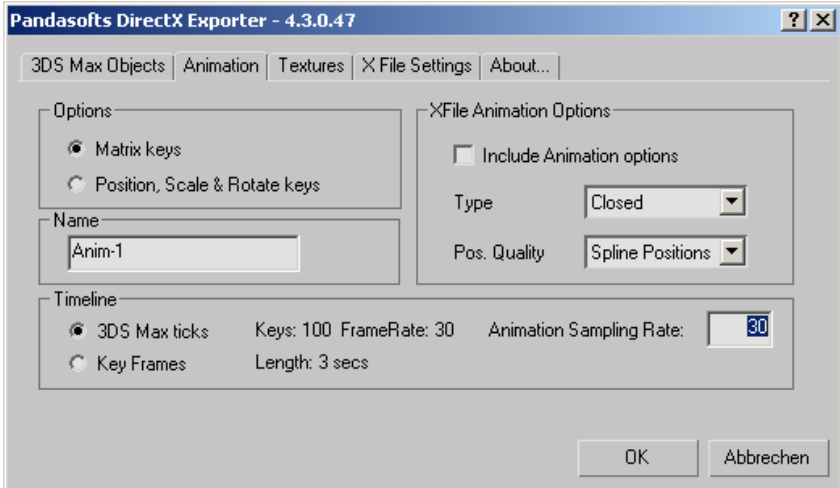 Pandasofts DirectX Exporter - 4.3.0.47
3DS Max Objects Animation Textures X File Settings About...
Options
Matrix keys
Position, Scale & Rotate keys
Name
Anim-1
XFile Animation Options
Include Animation options
Type Closed
Pos. Quality Spline Positions
Timeline
3DS Max ticks Keys: 100 FrameRate: 30 Animation Sampling Rate: 30
Key Frames Length: 3 secs
OK Abbrechen